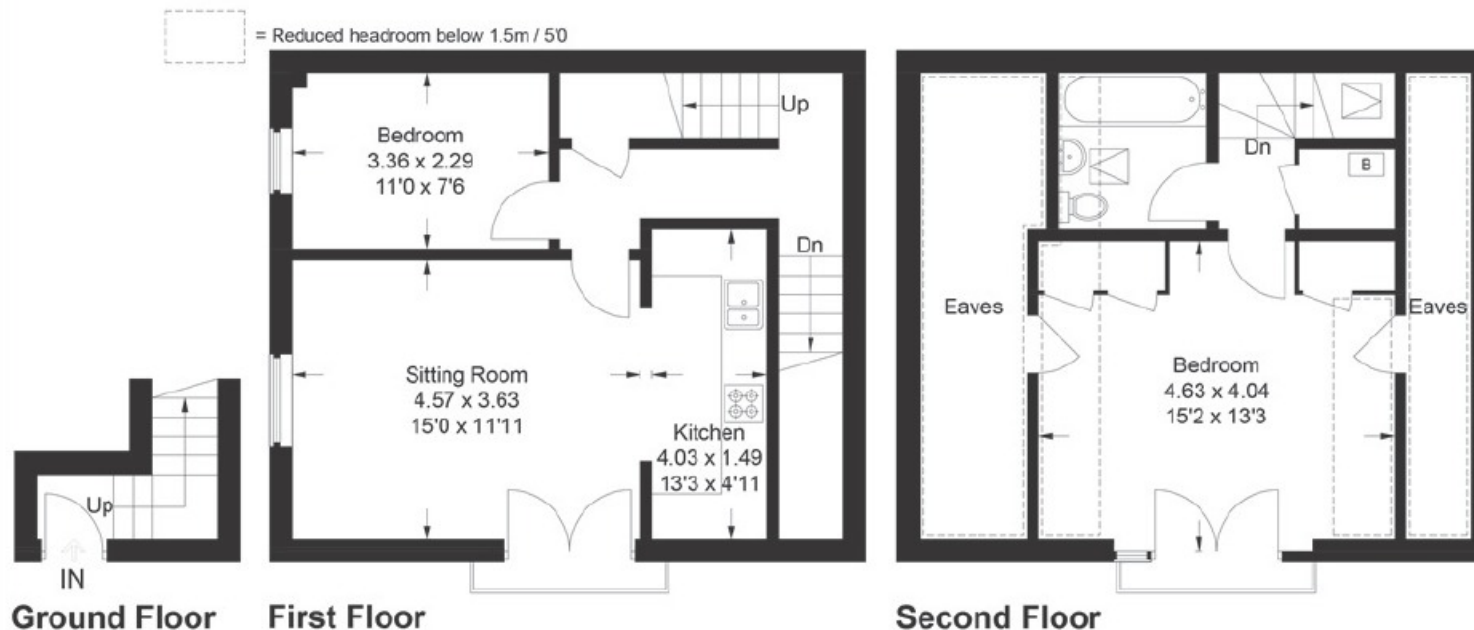 = Reduced headroom below 1.5m / 5'0
Up
IN
Ground Floor
Bedroom
3.36 x 2.29
11'0 x 7'6
Up
Dn
Sitting Room
4.57 x 3.63
15'0 x 11'11
Kitchen
4.03 x 1.49
13'3 x 4'11
First Floor
Dn
B
Eaves
Eaves
Bedroom
4.63 x 4.04
15'2 x 13'3
Second Floor